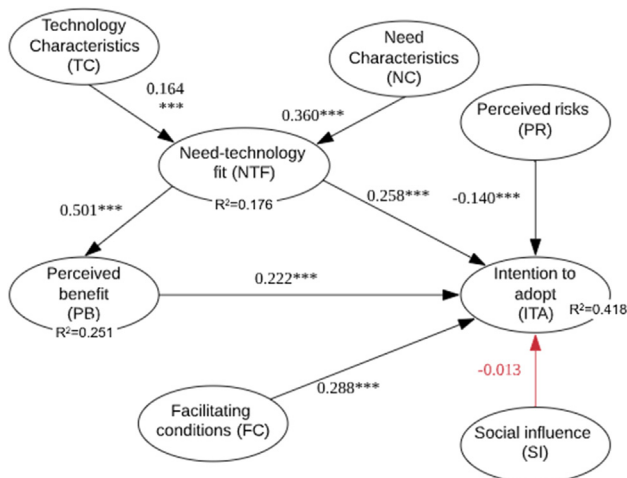 Technology
Characteristics
(TC)
Need
Characteristics
(NC)
0.164
***
0.360***
Perceived risks
(PR)
Need-technology
fit (NTF)
R²=0.176
0.501***
0.258***
-0.140***
Perceived
benefit
(PB)
R²=0.251
0.222***
Intention to
adopt
(ITA)
R²=0.418
0.288***
-0.013
Facilitating
conditions (FC)
Social influence
(SI)